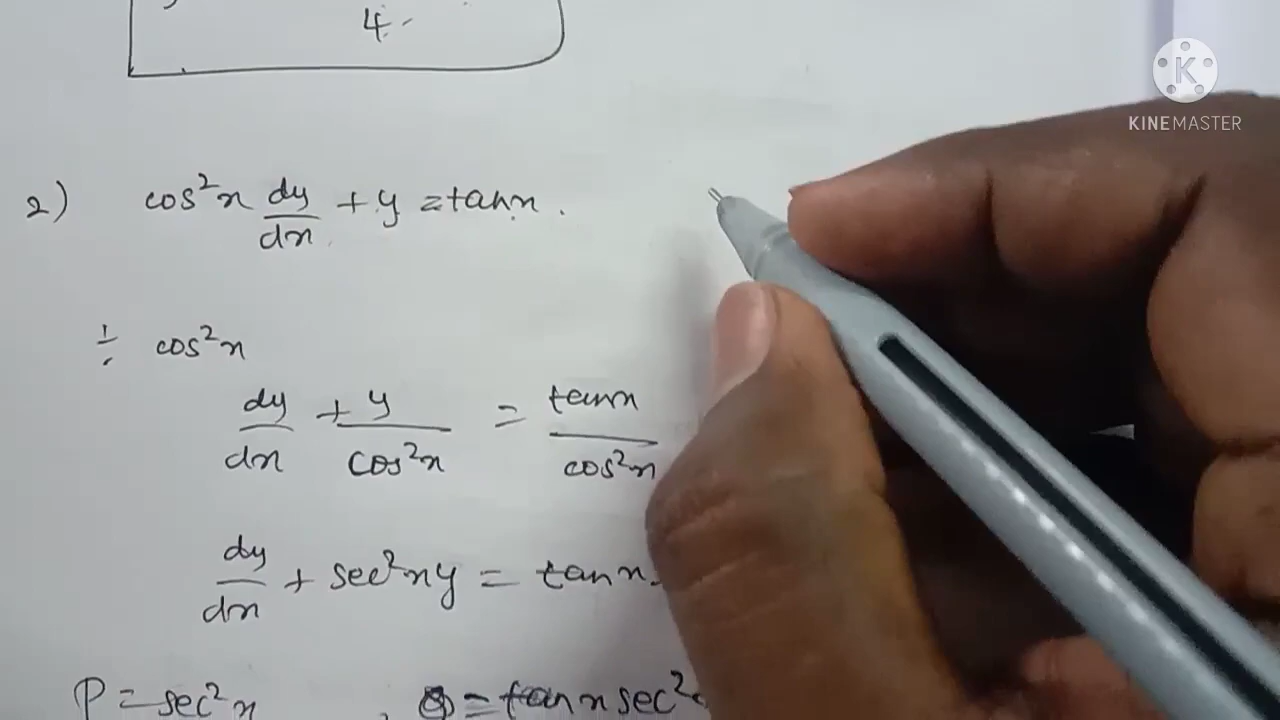 4.
KINEMASTER
2) cos²x dy/dx + y = tanx.
÷ cos²x
dy/dx + y/cos²x = tanx/cos²x
dy/dx + sec²xy = tanx.
P = sec²x , Q = tanx sec²